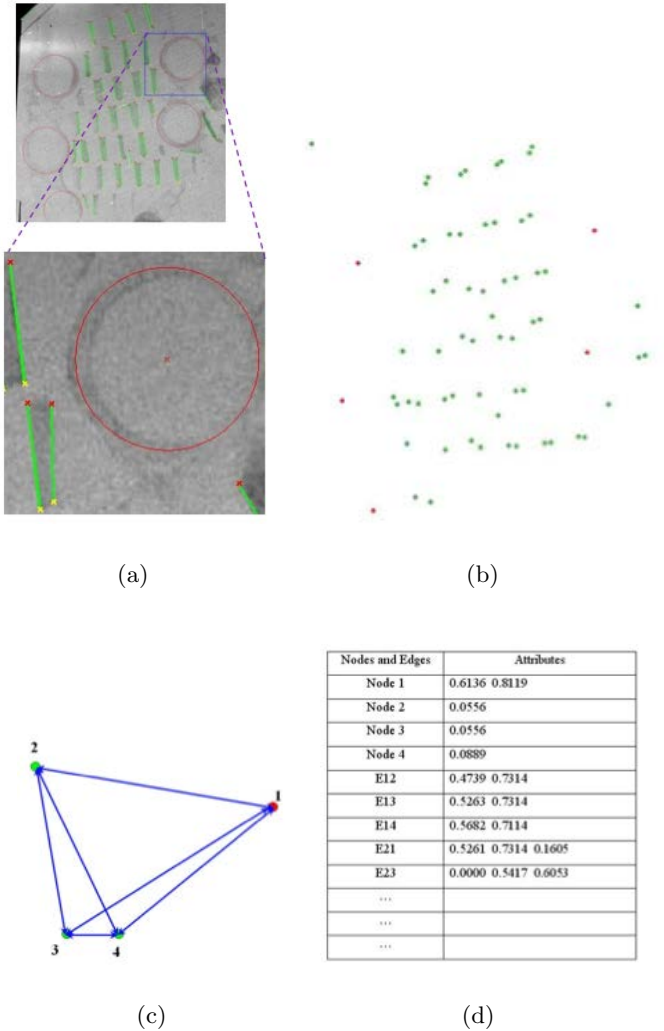 (a)
(b)
2
1
3
4
Nodes and Edges Attributes
Node 1 0.6136 0.8119
Node 2 0.0556
Node 3 0.0556
Node 4 0.0889
E12 0.4739 0.7314
E13 0.5263 0.7314
E14 0.5682 0.7114
E21 0.5261 0.7314 0.1605
E23 0.0000 0.5417 0.6053
...
...
...
(c)
(d)